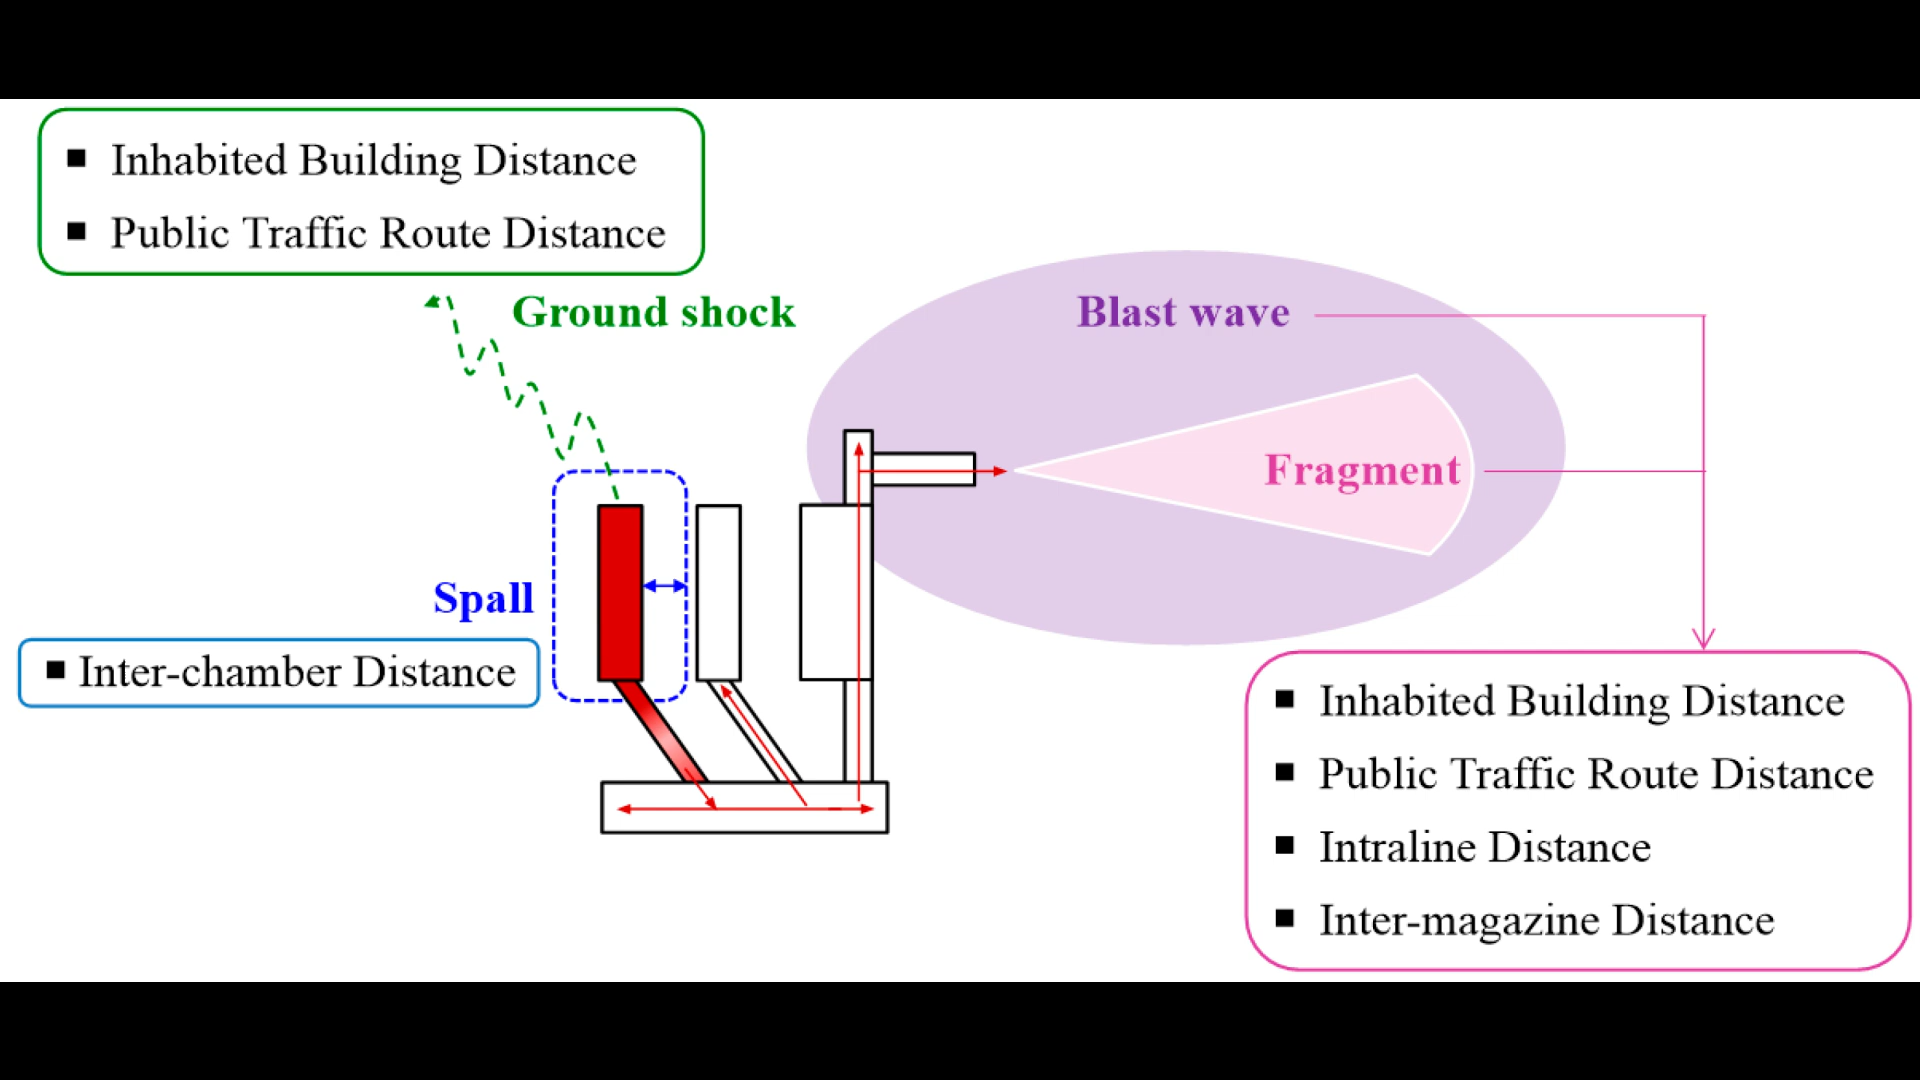 ■ Inhabited Building Distance
■ Public Traffic Route Distance
Ground shock
Blast wave
Fragment
Spall
■ Inter-chamber Distance
■ Inhabited Building Distance
■ Public Traffic Route Distance
■ Intraline Distance
■ Inter-magazine Distance